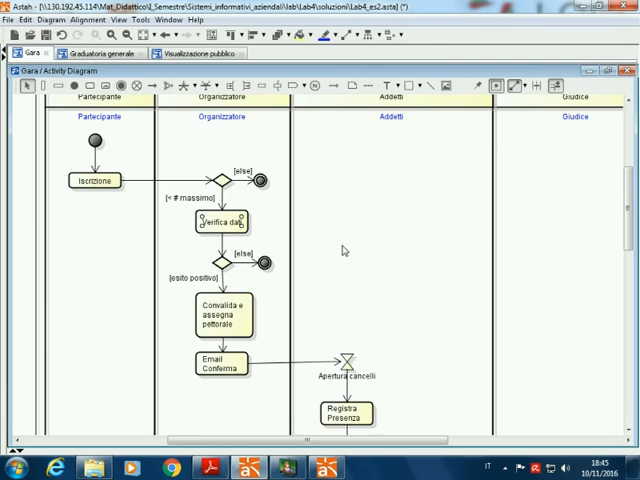 Astah - [\\130.192.45.114\Mat_Didattico\I_Semestre\Sistemi_informativi_aziendali\lab\Lab4\soluzioni\Lab4_es2.asta] (*)
File Edit Diagram Alignment View Tools Window Help
Gara Graduatoria generale Visualizzazione pubblico
Gara / Activity Diagram
Partecipante Organizzatore Addetti Giudice
Partecipante Organizzatore Addetti Giudice
Iscrizione
[else]
[< # massimo]
Verifica dati
[else]
[esito positivo]
Convalida e
assegna
pettorale
Email
Conferma
Apertura cancelli
Registra
Presenza
IT
18:45
10/11/2016